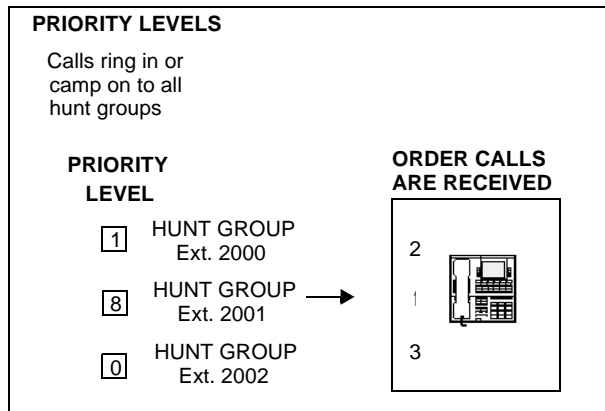 PRIORITY LEVELS
Calls ring in or
camp on to all
hunt groups
PRIORITY
LEVEL
ORDER CALLS
ARE RECEIVED
1 HUNT GROUP
Ext. 2000
2
8 HUNT GROUP
Ext. 2001
1
0 HUNT GROUP
Ext. 2002
3